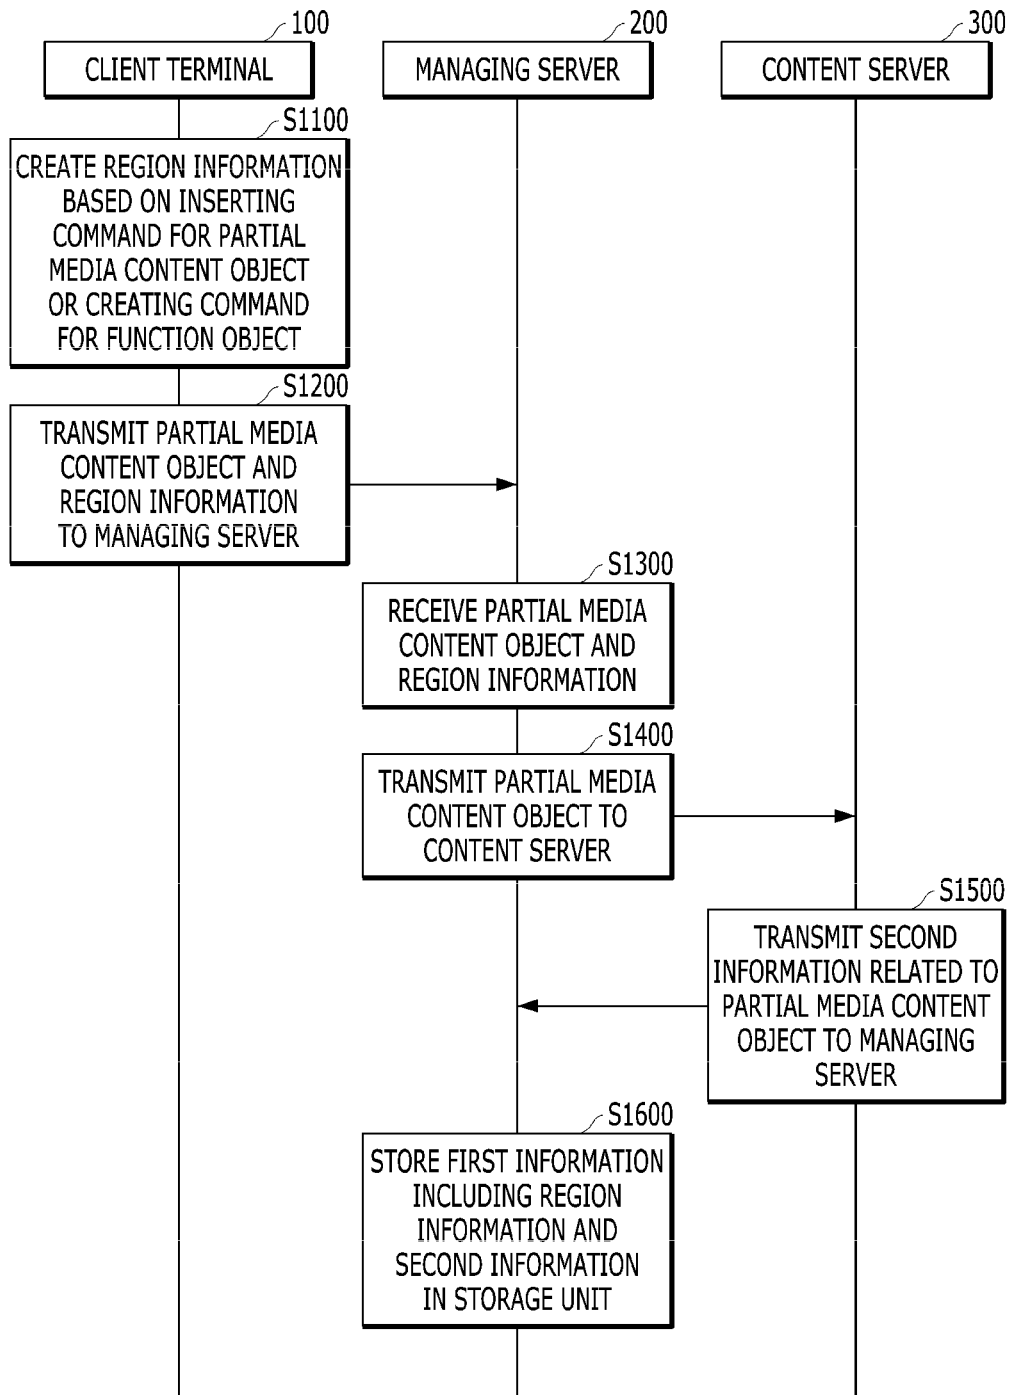 100
200
300
CLIENT TERMINAL
MANAGING SERVER
CONTENT SERVER
S1100
CREATE REGION INFORMATION
BASED ON INSERTING
COMMAND FOR PARTIAL
MEDIA CONTENT OBJECT
OR CREATING COMMAND
FOR FUNCTION OBJECT
S1200
TRANSMIT PARTIAL MEDIA
CONTENT OBJECT AND
REGION INFORMATION
TO MANAGING SERVER
S1300
RECEIVE PARTIAL MEDIA
CONTENT OBJECT AND
REGION INFORMATION
S1400
TRANSMIT PARTIAL MEDIA
CONTENT OBJECT TO
CONTENT SERVER
S1500
TRANSMIT SECOND
INFORMATION RELATED TO
PARTIAL MEDIA CONTENT
OBJECT TO MANAGING
SERVER
S1600
STORE FIRST INFORMATION
INCLUDING REGION
INFORMATION AND
SECOND INFORMATION
IN STORAGE UNIT